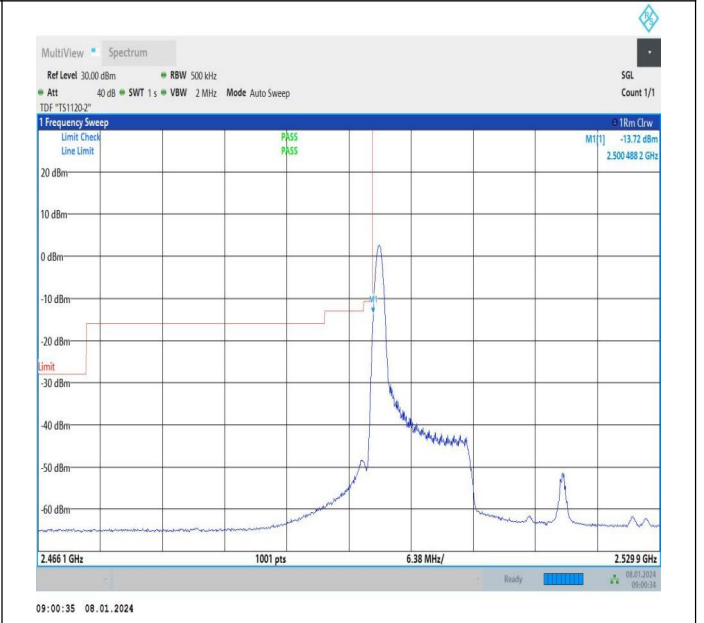 R S
MultiView Spectrum
Ref Level 30.00 dBm RBW 500 kHz SGL
Att 40 dB SWT 1 s VBW 2 MHz Mode Auto Sweep Count 1/1
TDF "TS1120-2"
1 Frequency Sweep 1Rm Clrw
Limit Check PASS M1[1] -13.72 dBm
Line Limit PASS 2.500 488 2 GHz
20 dBm
10 dBm
0 dBm
-10 dBm M1
-20 dBm
Limit
-30 dBm
-40 dBm
-50 dBm
-60 dBm
2.466 1 GHz 1001 pts 6.38 MHz/ 2.529 9 GHz
Ready 08.01.2024
09:00:34
09:00:35 08.01.2024